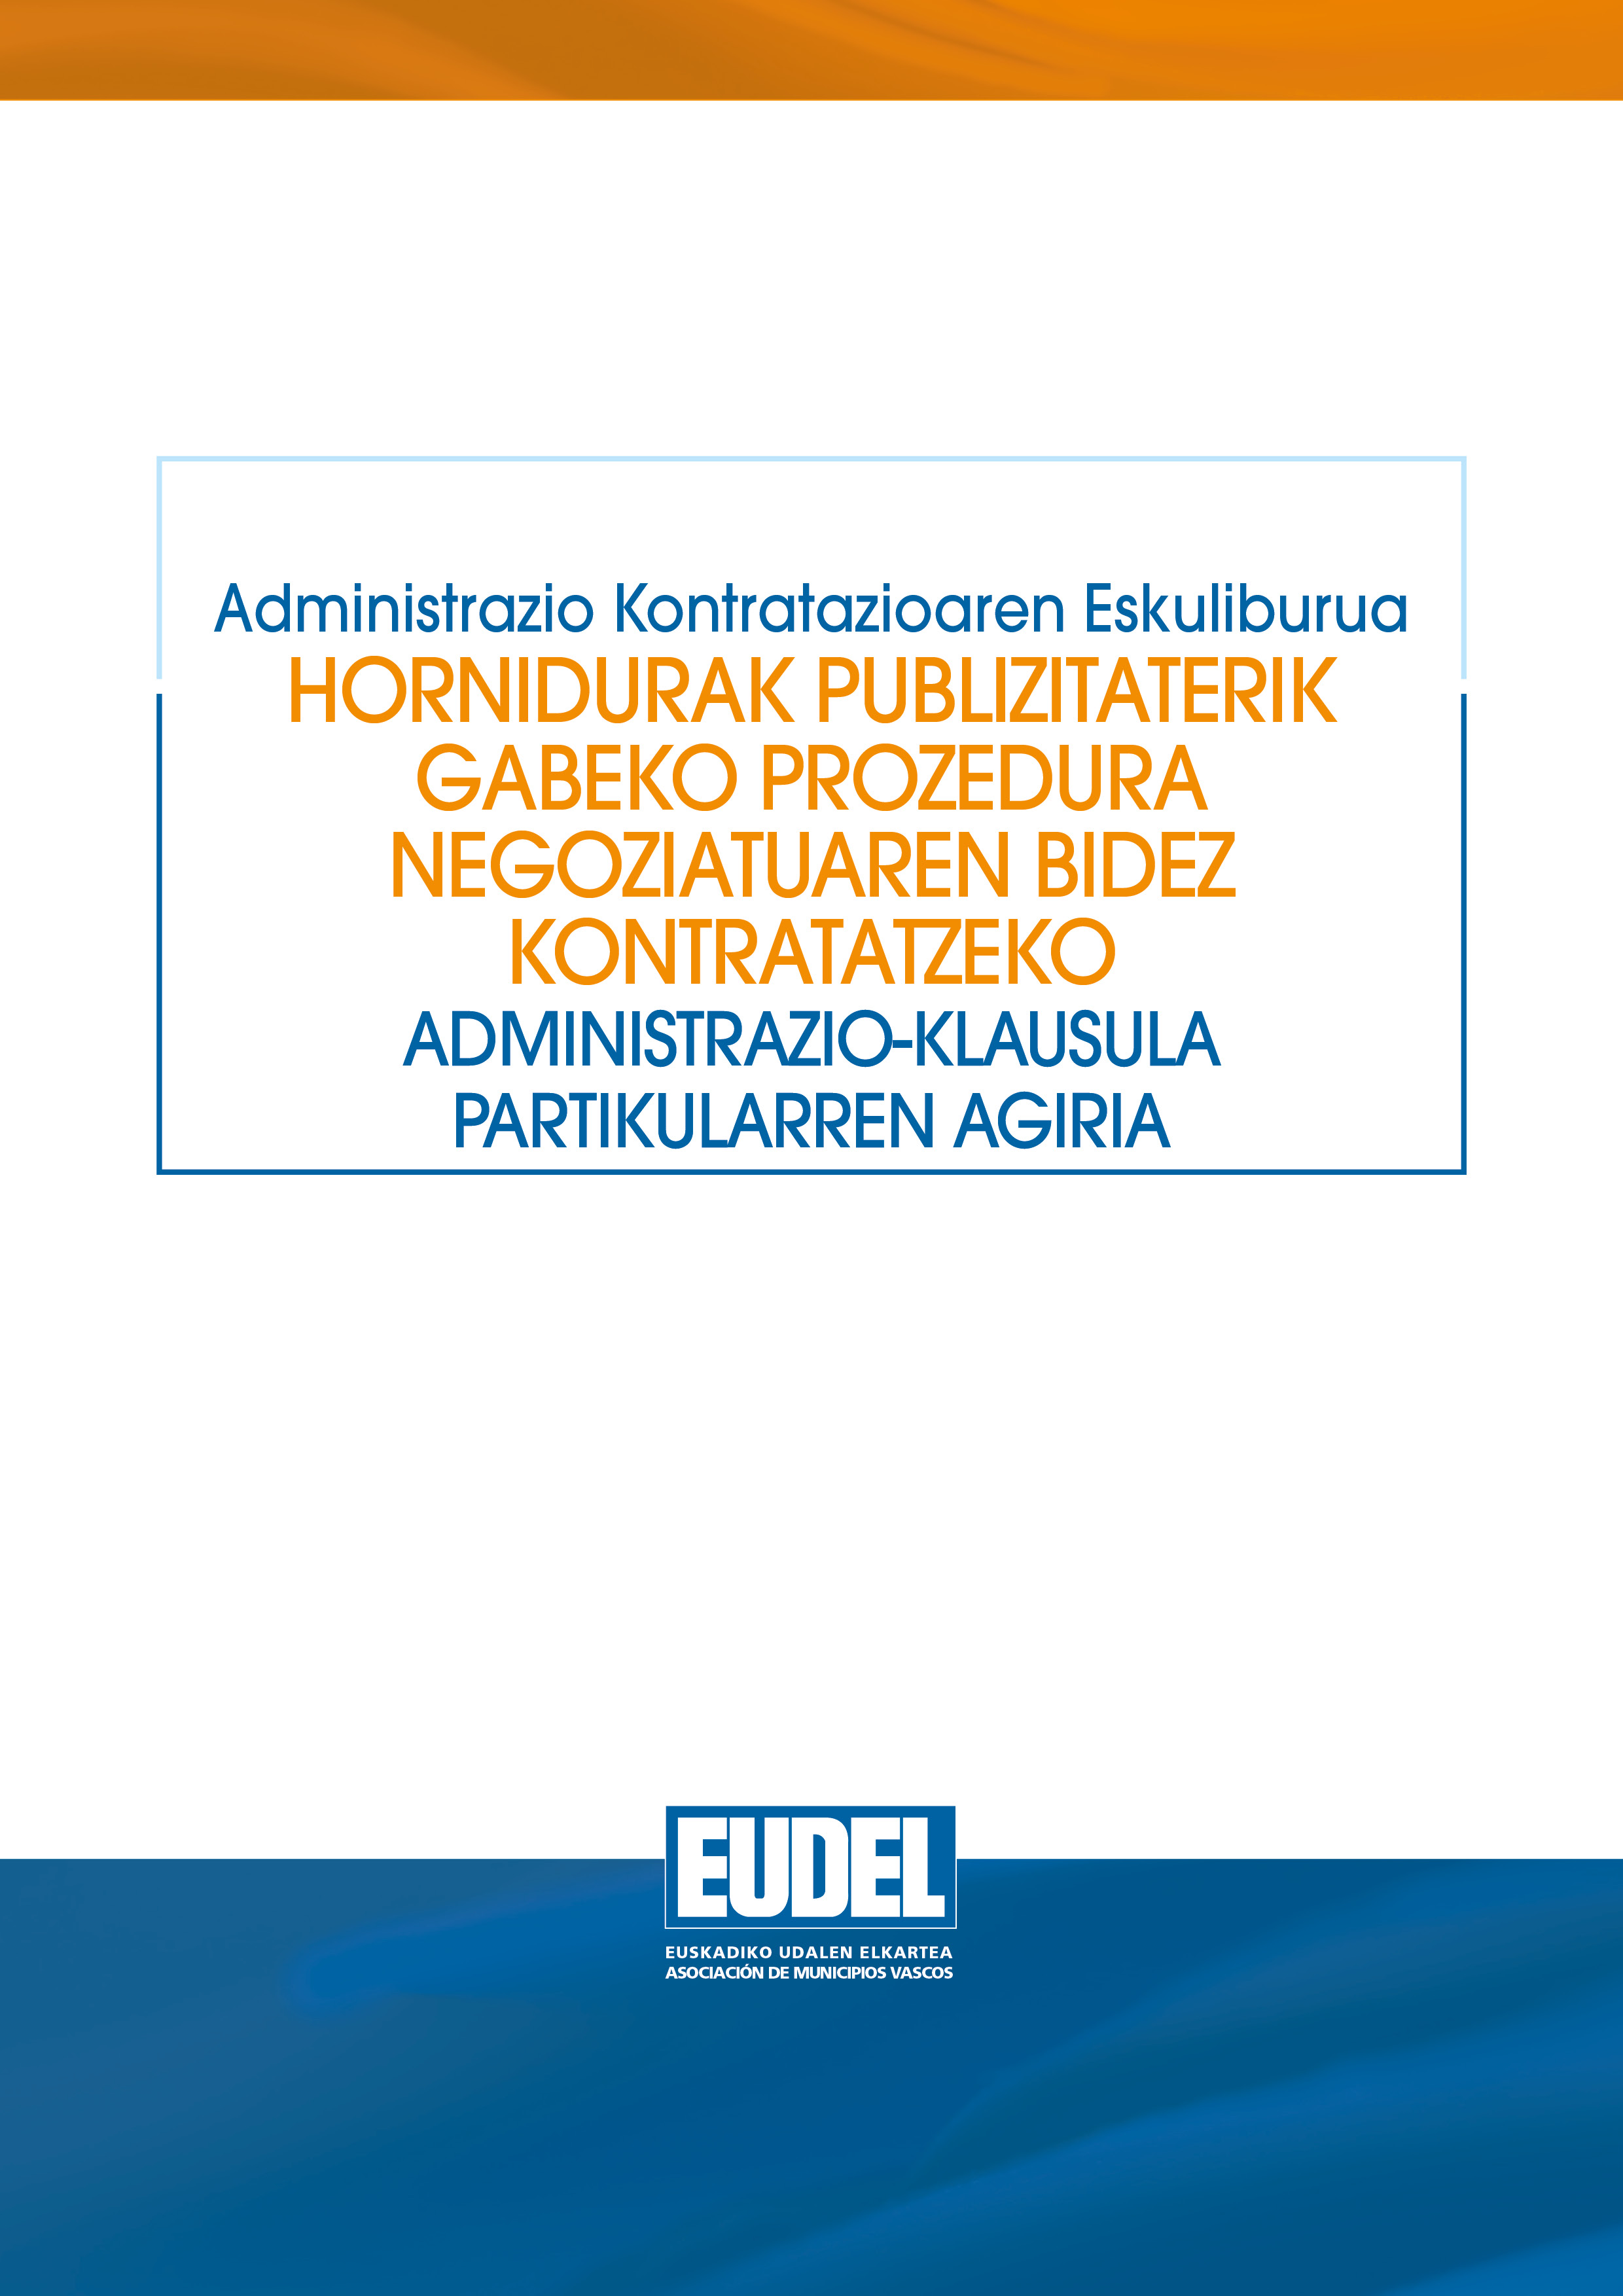 Administrazio Kontratazioaren Eskuliburua
HORNIDURAK PUBLIZITATERIK
GABEKO PROZEDURA
NEGOZIATUAREN BIDEZ
KONTRATATZEKO
ADMINISTRAZIO-KLAUSULA
PARTIKULARREN AGIRIA
EUDEL
EUSKADIKO UDALEN ELKARTEA
ASOCIACIÓN DE MUNICIPIOS VASCOS